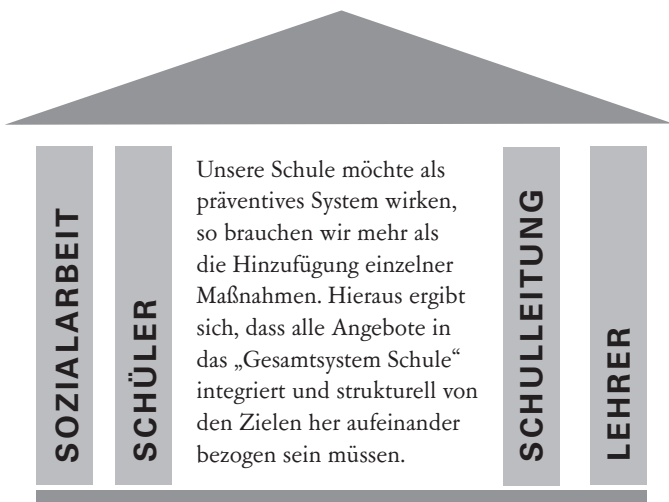 SOZIALARBEIT
SCHÜLER
Unsere Schule möchte als
präventives System wirken,
so brauchen wir mehr als
die Hinzufügung einzelner
Maßnahmen. Hieraus ergibt
sich, dass alle Angebote in
das „Gesamtsystem Schule“
integriert und strukturell von
den Zielen her aufeinander
bezogen sein müssen.
SCHULLEITUNG
LEHRER